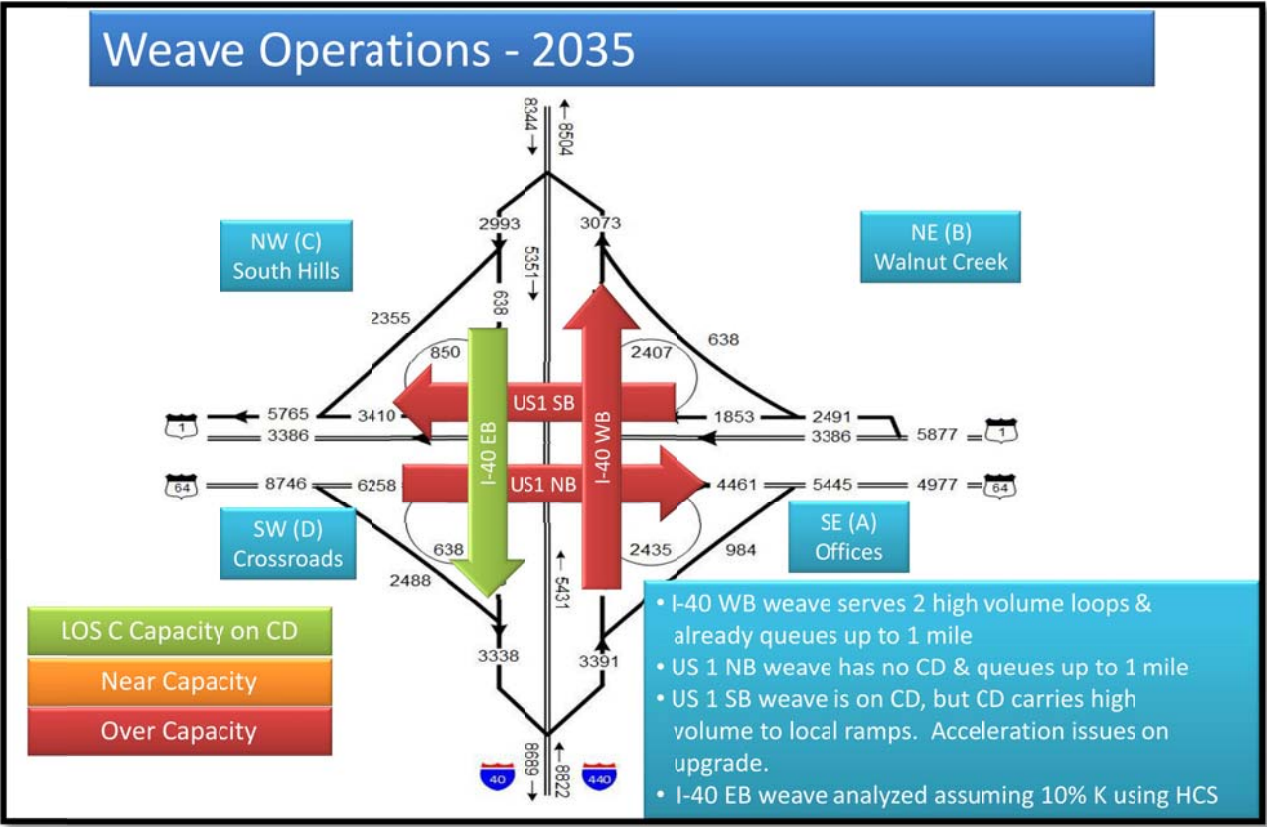 Weave Operations - 2035
8344
8504
2993
3073
NW (C)
South Hills
NE (B)
Walnut Creek
5351
638
2355
638
850
2407
US1 SB
1
5765
3410
1853
2491
3386
I-40 EB
I-40 WB
3386
5877
1
64
8746
6258
US1 NB
4461
5445
4977
64
SW (D)
Crossroads
638
2435
984
SE (A)
Offices
2488
5431
LOS C Capacity on CD
Near Capacity
Over Capacity
3338
3391
8689
8822
40
440
• I-40 WB weave serves 2 high volume loops &
already queues up to 1 mile
• US 1 NB weave has no CD & queues up to 1 mile
• US 1 SB weave is on CD, but CD carries high
volume to local ramps. Acceleration issues on
upgrade.
• I-40 EB weave analyzed assuming 10% K using HCS